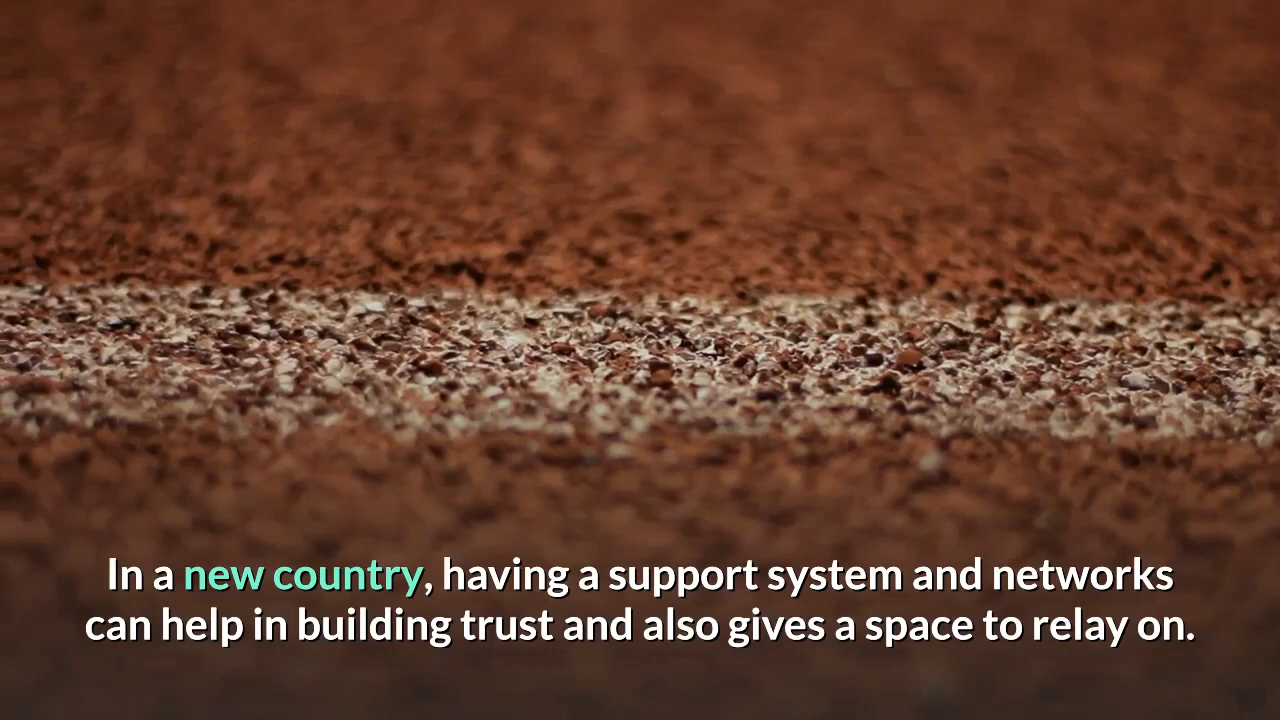 In a new country, having a support system and networks
can help in building trust and also gives a space to relay on.